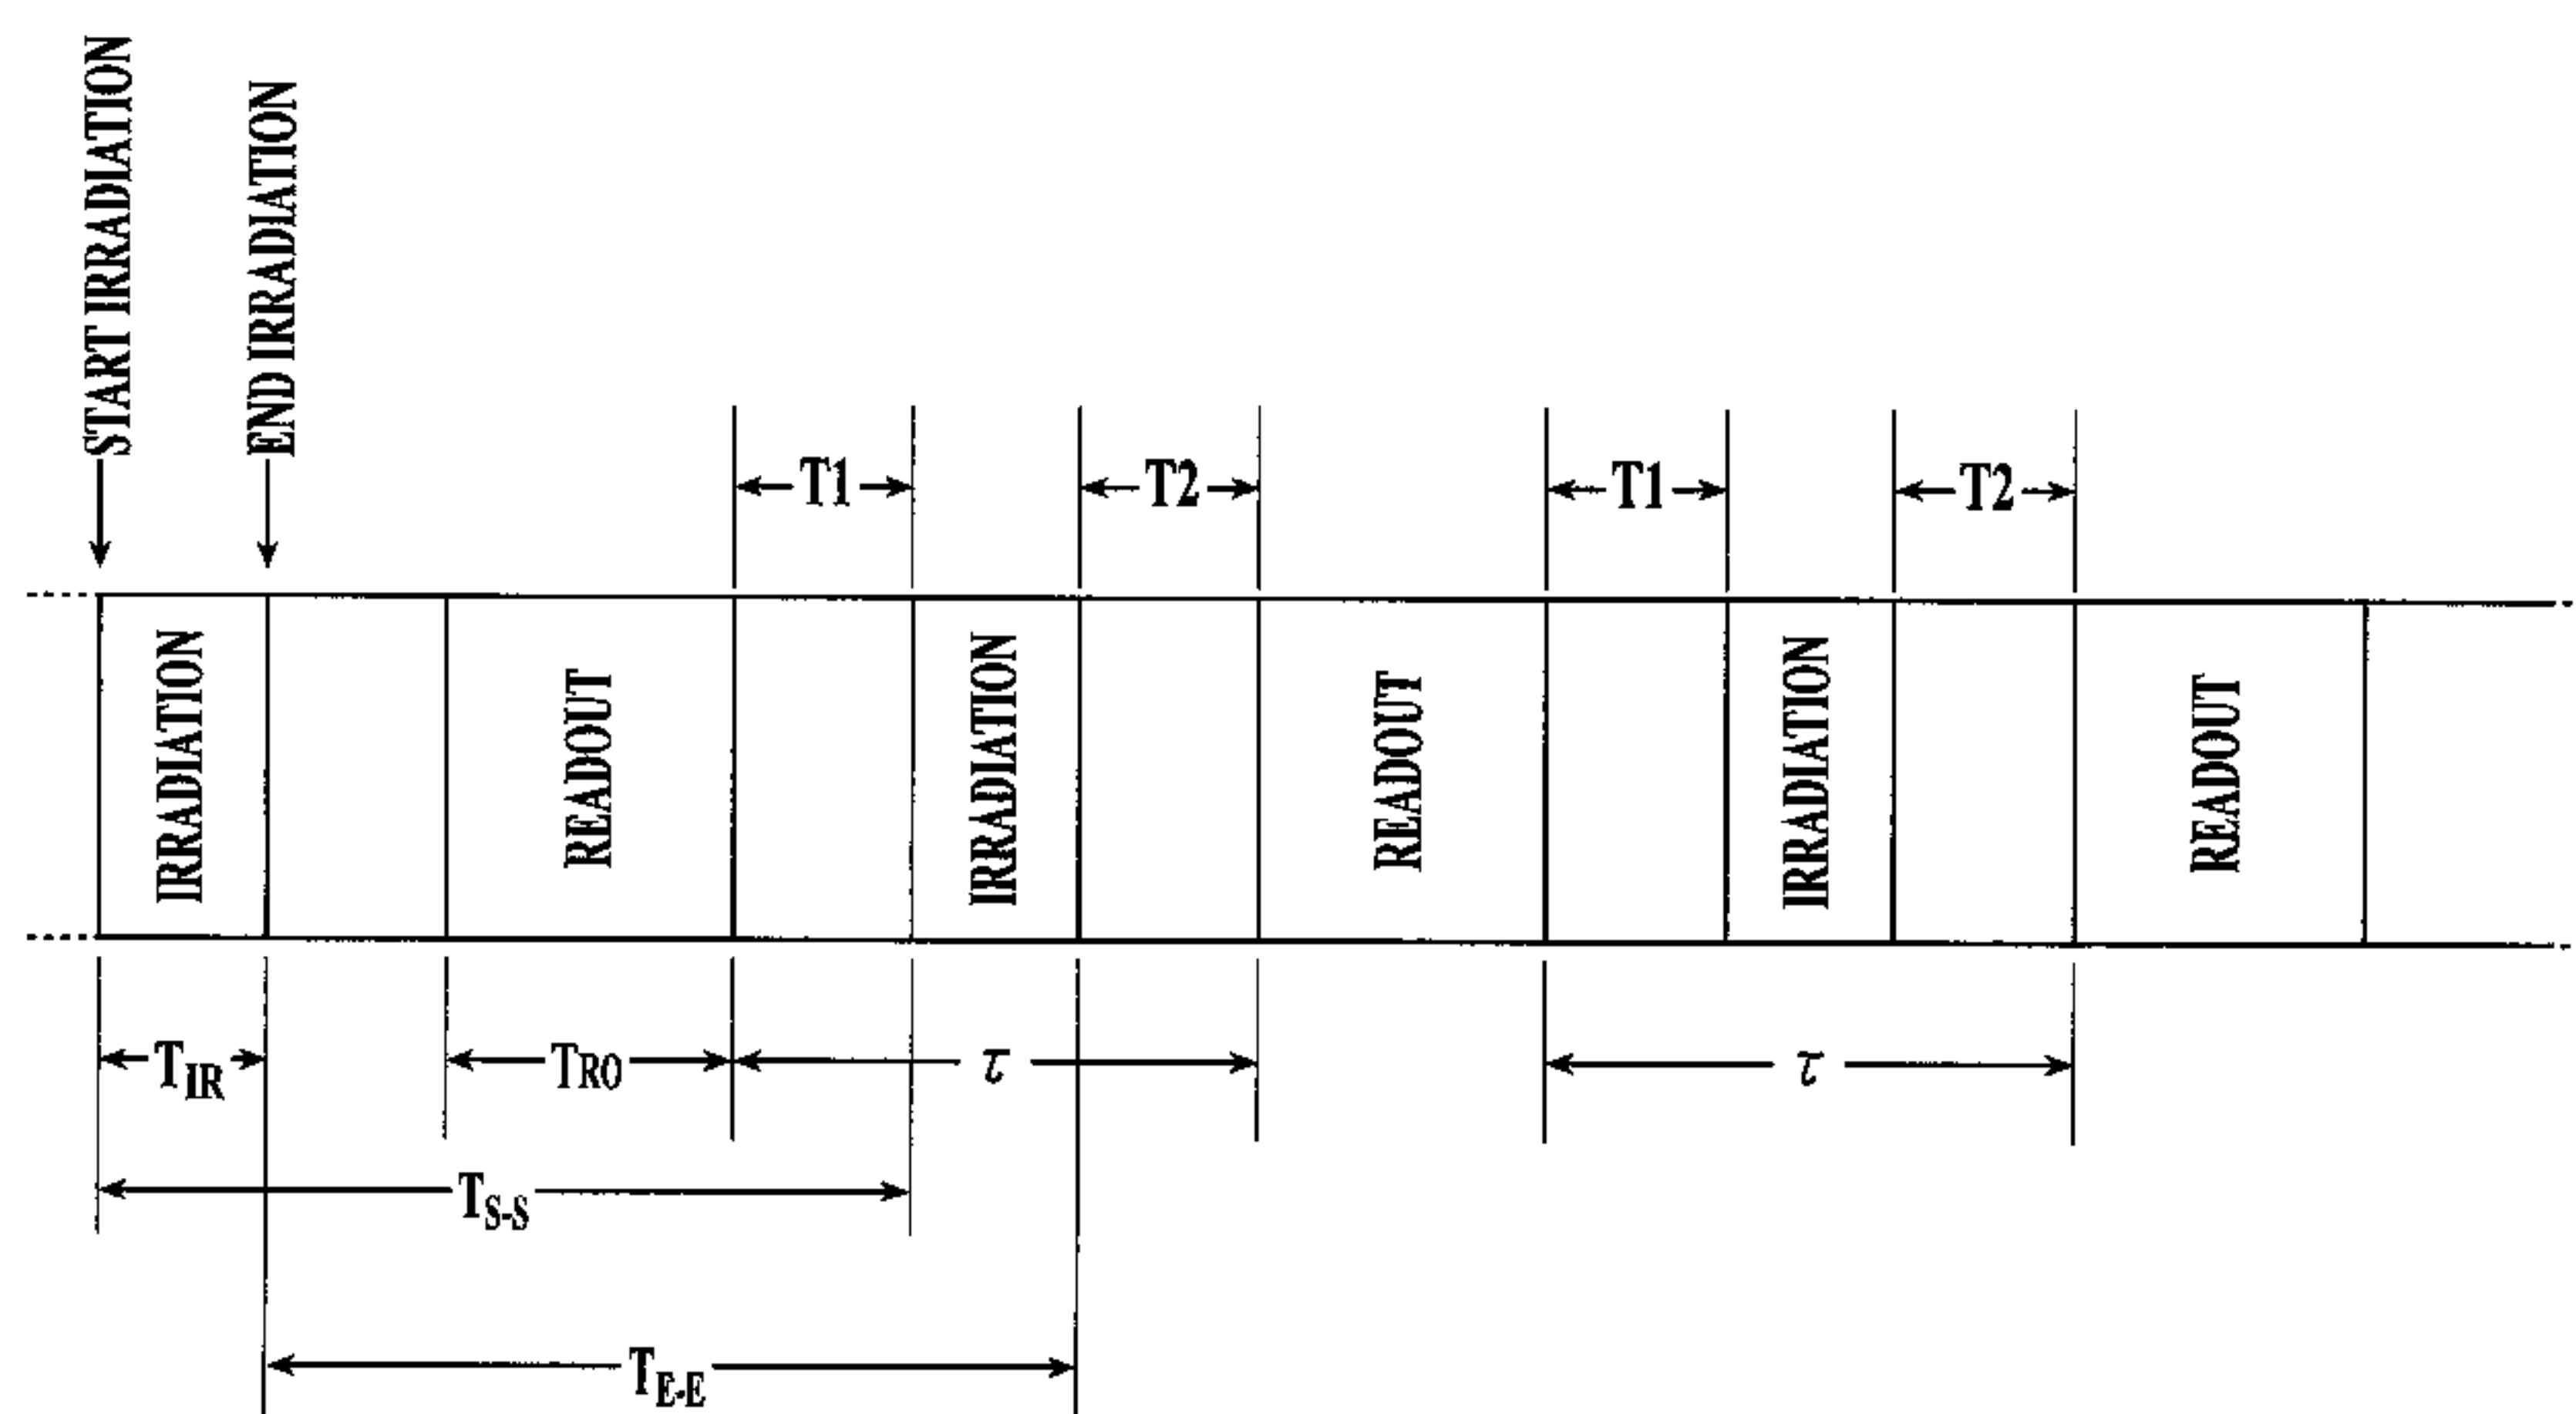 START IRRADIATION
END IRRADIATION
T1
T2
T1
T2
IRRADIATION
READOUT
IRRADIATION
READOUT
IRRADIATION
READOUT
TIR
TRO
τ
τ
TS-S
TE-E